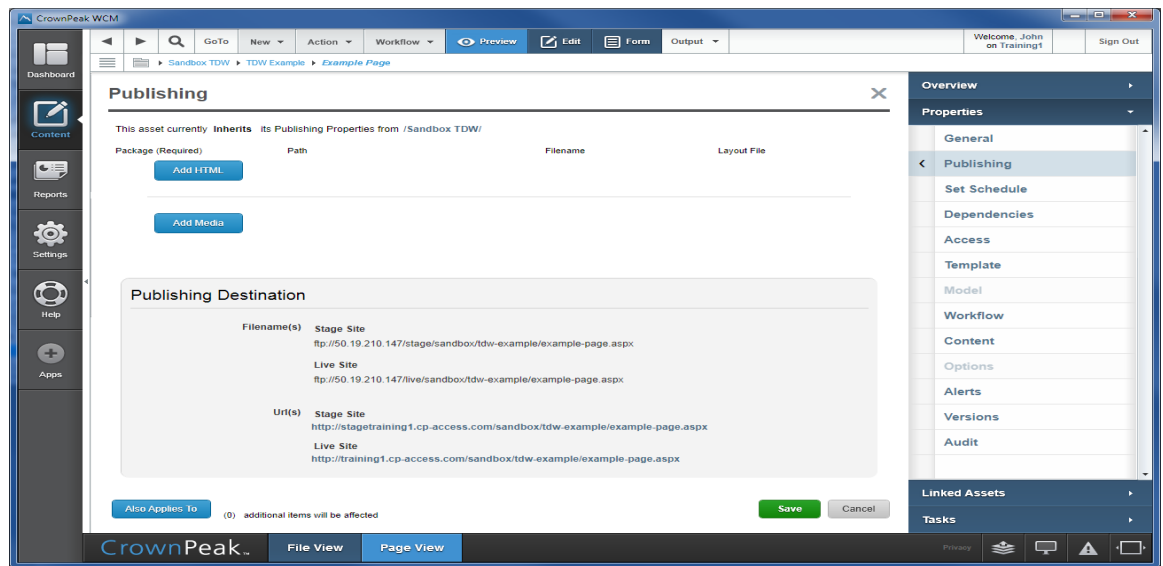 CrownPeak WCM
GoTo New Action Workflow Preview Edit Form Output Welcome, John on Training1 Sign Out
Sandbox TDW TDW Example Example Page
Dashboard
Content
Reports
Settings
Help
Apps
Publishing
This asset currently Inherits its Publishing Properties from /Sandbox TDW/
Package (Required) Path Filename Layout File
Add HTML
Add Media
Publishing Destination
Filename(s) Stage Site
ftp://50.19.210.147/stage/sandbox/tdw-example/example-page.aspx
Live Site
ftp://50.19.210.147/live/sandbox/tdw-example/example-page.aspx
Url(s) Stage Site
http://stagetraining1.cp-access.com/sandbox/tdw-example/example-page.aspx
Live Site
http://training1.cp-access.com/sandbox/tdw-example/example-page.aspx
Also Applies To (0) additional items will be affected Save Cancel
Overview
Properties
General
Publishing
Set Schedule
Dependencies
Access
Template
Model
Workflow
Content
Options
Alerts
Versions
Audit
Linked Assets
Tasks
CrownPeak™ File View Page View Privacy